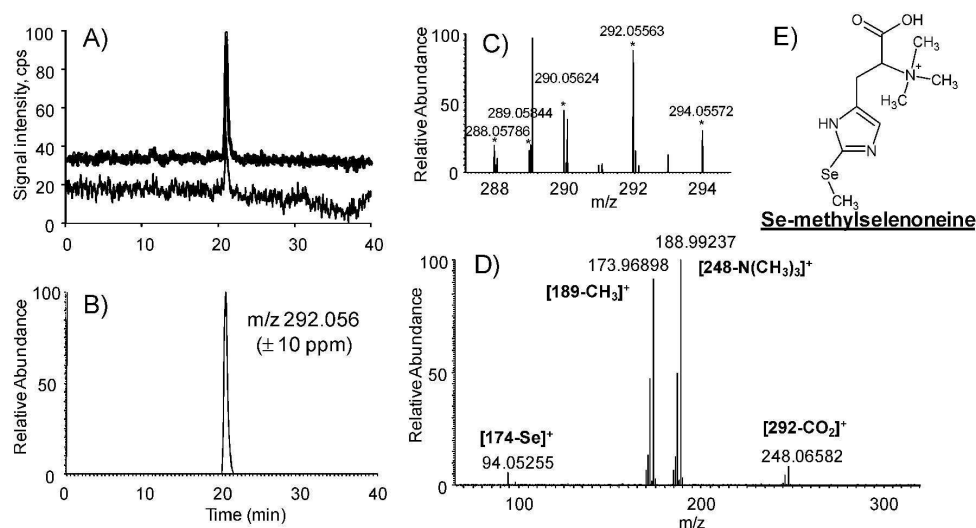 A)
Signal intensity, cps
100
80
60
40
20
0
0 10 20 30 40
B)
m/z 292.056
(± 10 ppm)
Relative Abundance
100
50
0
0 10 20 30 40
Time (min)
C)
292.05563
290.05624
289.05844
288.05786
294.05572
* * * * *
Relative Abundance
100
50
0
288 290 292 294
m/z
E)
O OH
CH3
N+ CH3
CH3
HN
N
Se
CH3
Se-methylselenoneine
D)
188.99237
173.96898 [248-N(CH3)3]+
[189-CH3]+
[174-Se]+
94.05255
[292-CO2]+
248.06582
Relative Abundance
100
50
0
100 200 300
m/z